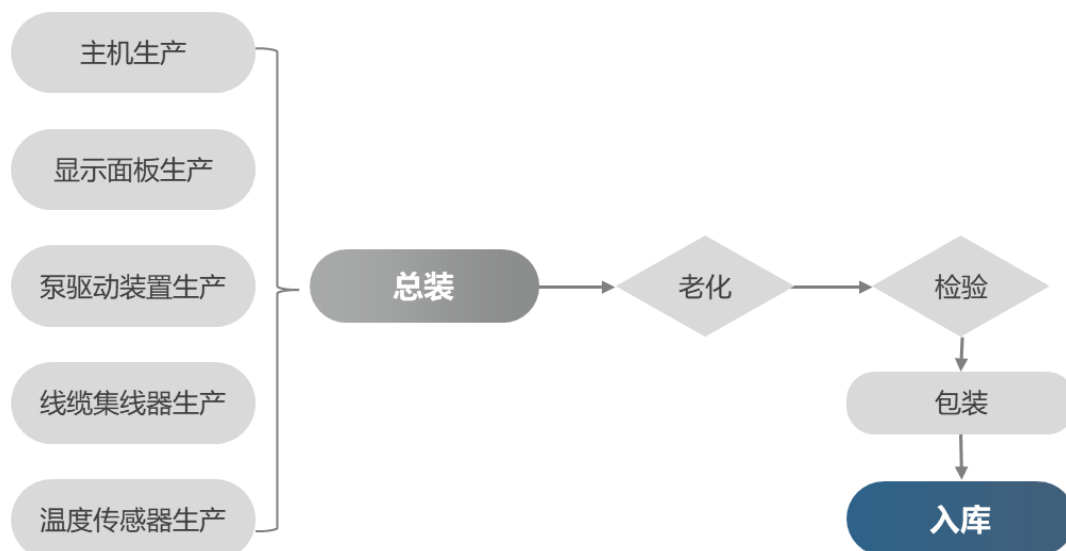 主机生产
显示面板生产
泵驱动装置生产
线缆集线器生产
温度传感器生产
总装
老化
检验
包装
入库